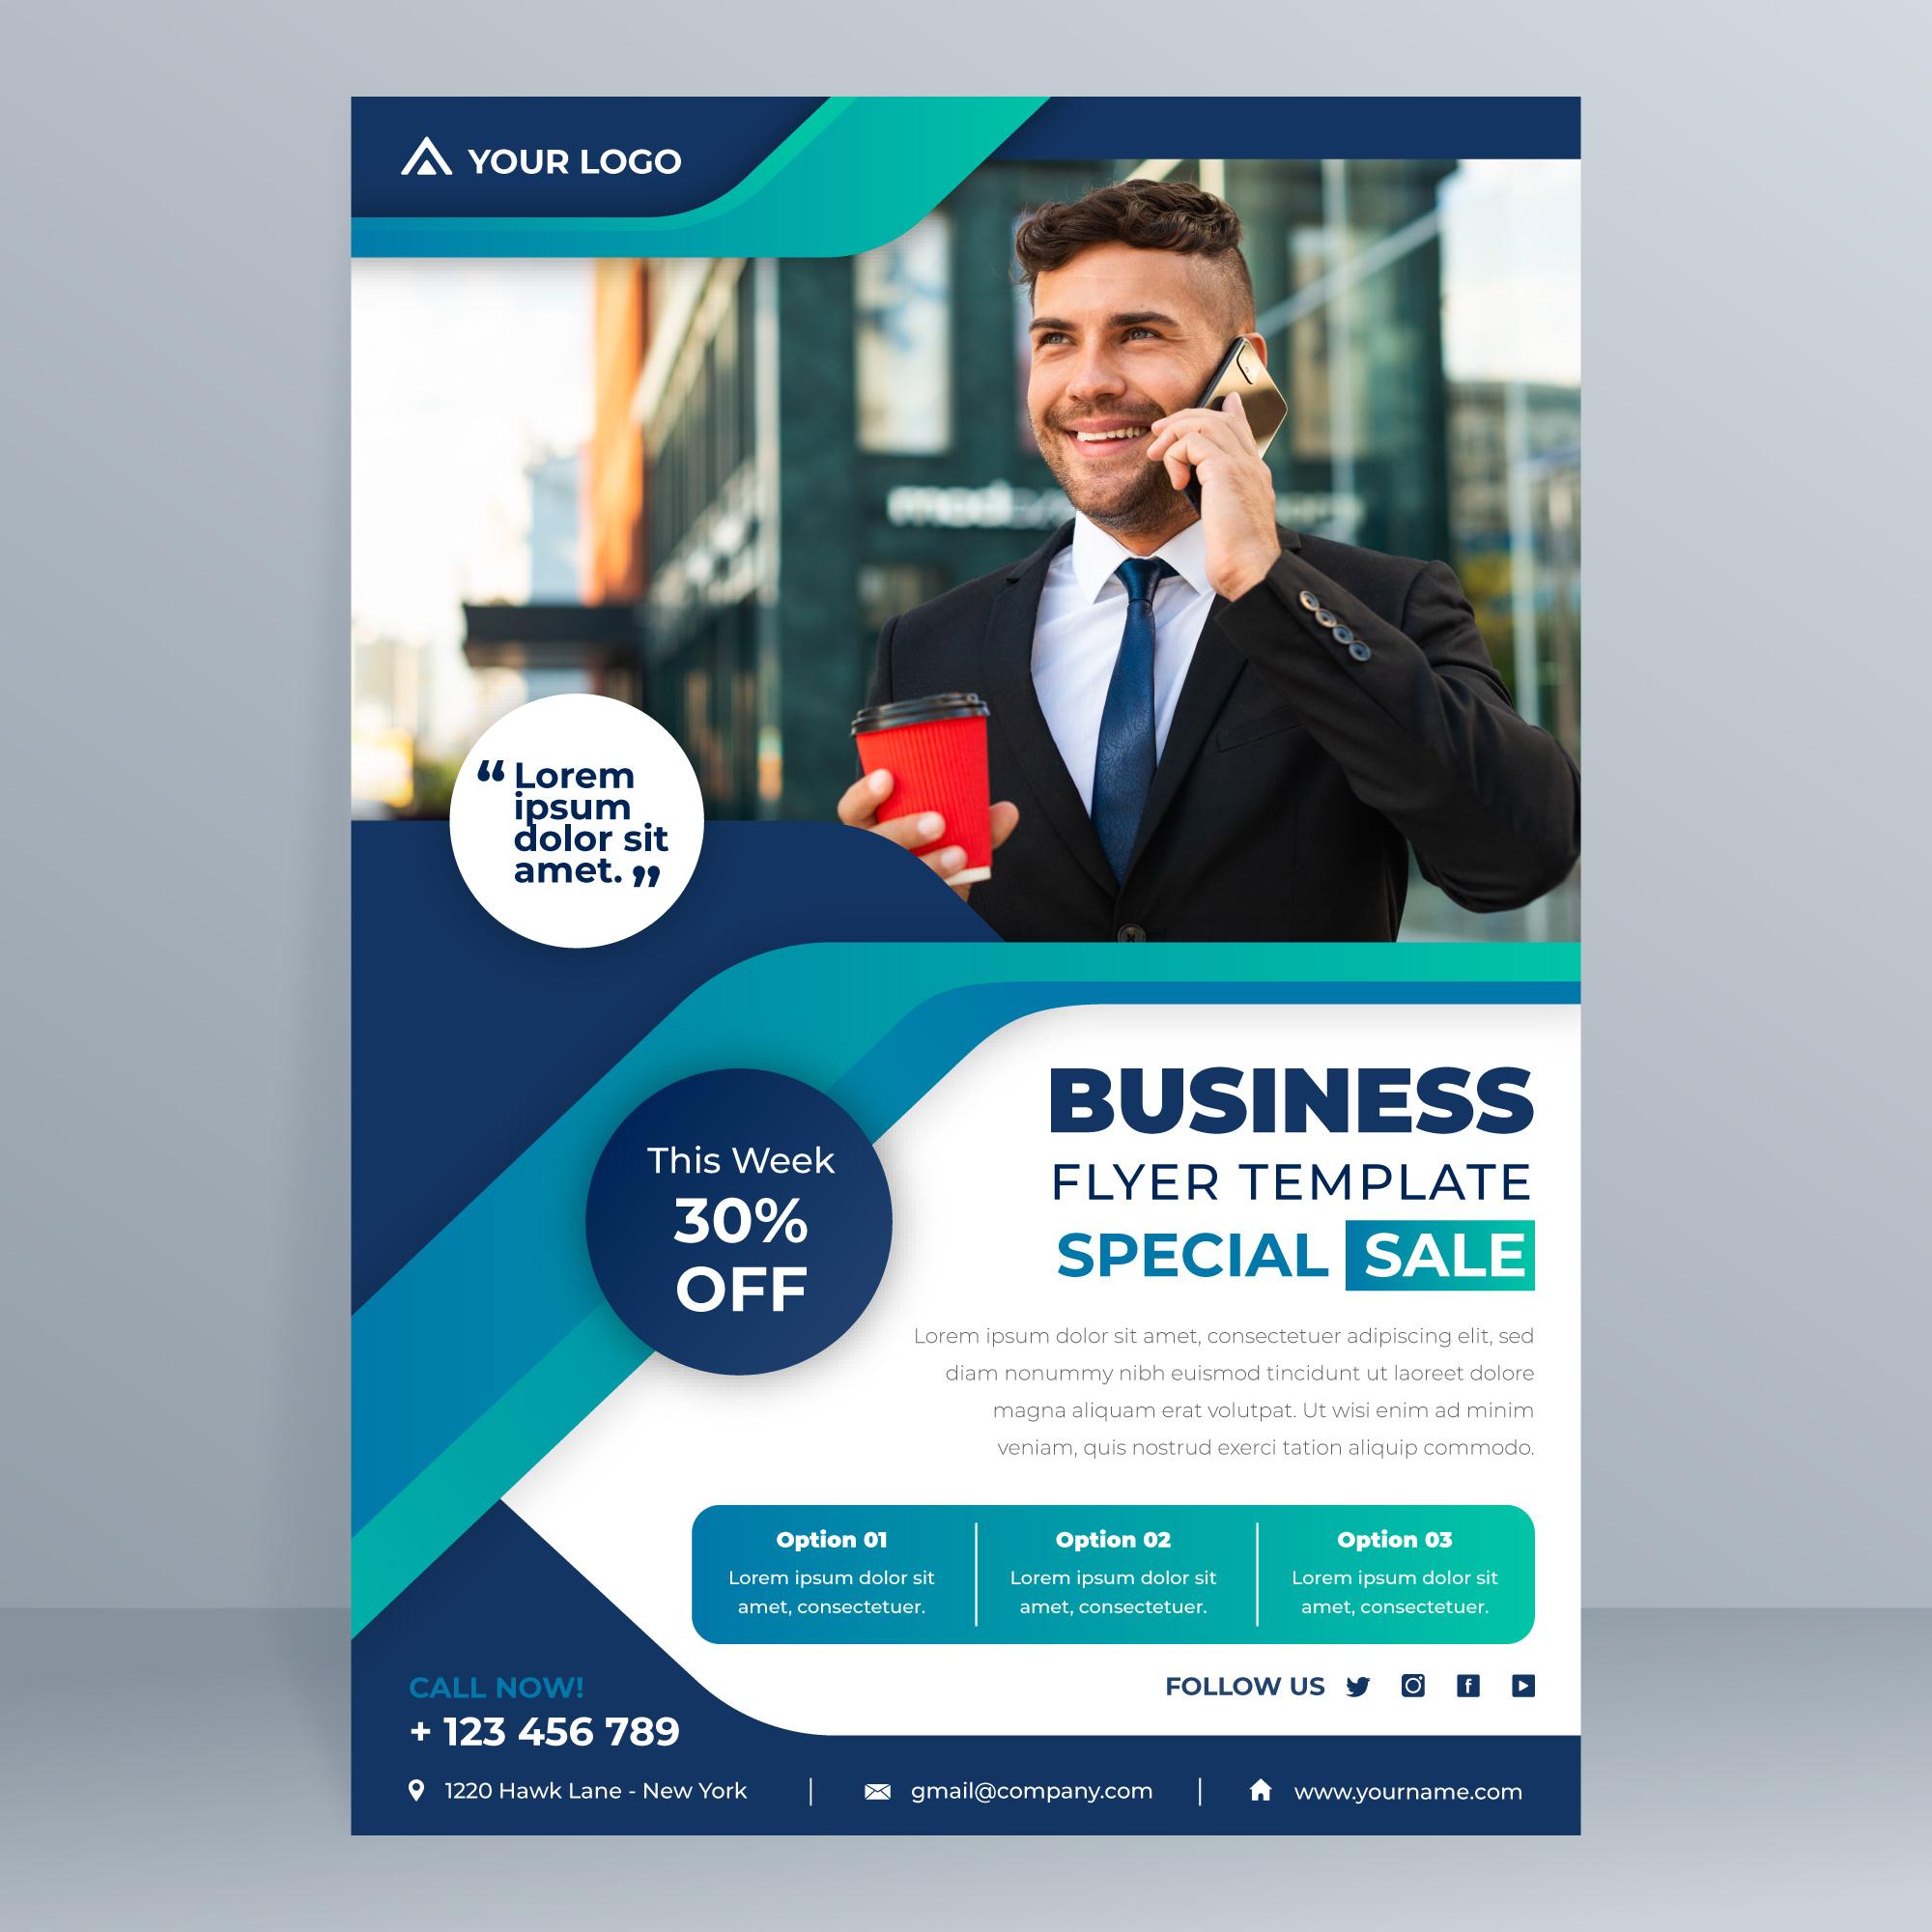 YOUR LOGO
“Lorem
ipsum
dolor sit
amet.”
This Week
30%
OFF
BUSINESS
FLYER TEMPLATE
SPECIAL SALE
Lorem ipsum dolor sit amet, consectetuer adipiscing elit, sed
diam nonummy nibh euismod tincidunt ut laoreet dolore
magna aliquam erat volutpat. Ut wisi enim ad minim
veniam, quis nostrud exerci tation aliquip commodo.
Option 01
Lorem ipsum dolor sit
amet, consectetuer.
Option 02
Lorem ipsum dolor sit
amet, consectetuer.
Option 03
Lorem ipsum dolor sit
amet, consectetuer.
FOLLOW US
CALL NOW!
+ 123 456 789
1220 Hawk Lane - New York
gmail@company.com
www.yourname.com